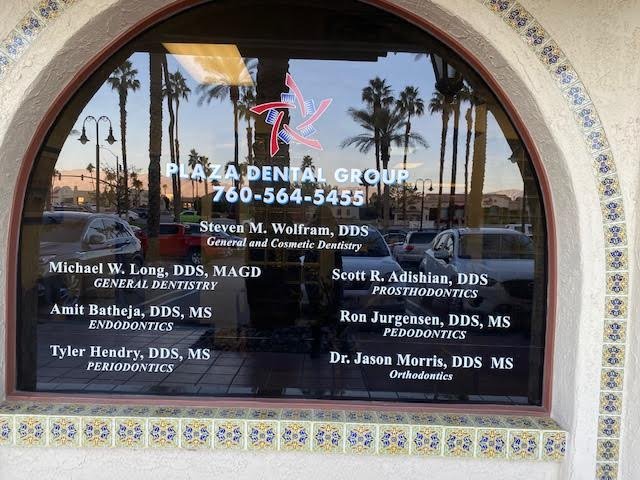 PLAZA DENTAL GROUP
760-564-5455
Steven M. Wolfram, DDS
General and Cosmetic Dentistry
Michael W. Long, DDS, MAGD
GENERAL DENTISTRY
Scott R. Adishian, DDS
PROSTHODONTICS
Amit Batheja, DDS, MS
ENDODONTICS
Ron Jurgensen, DDS, MS
PEDODONTICS
Tyler Hendry, DDS, MS
PERIODONTICS
Dr. Jason Morris, DDS MS
Orthodontics